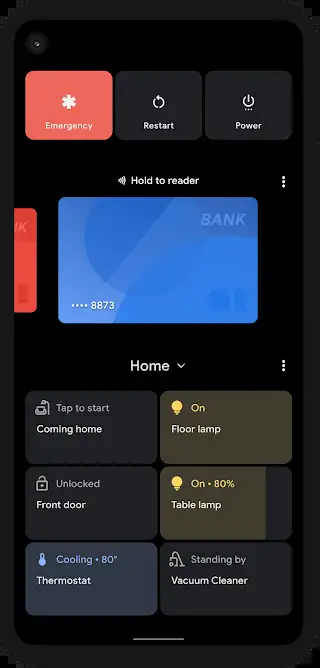 Emergency
Restart
Power
Hold to reader
BANK
•••• 8873
Home
Tap to start
Coming home
On
Floor lamp
Unlocked
Front door
On • 80%
Table lamp
Cooling • 80°
Thermostat
Standing by
Vacuum Cleaner